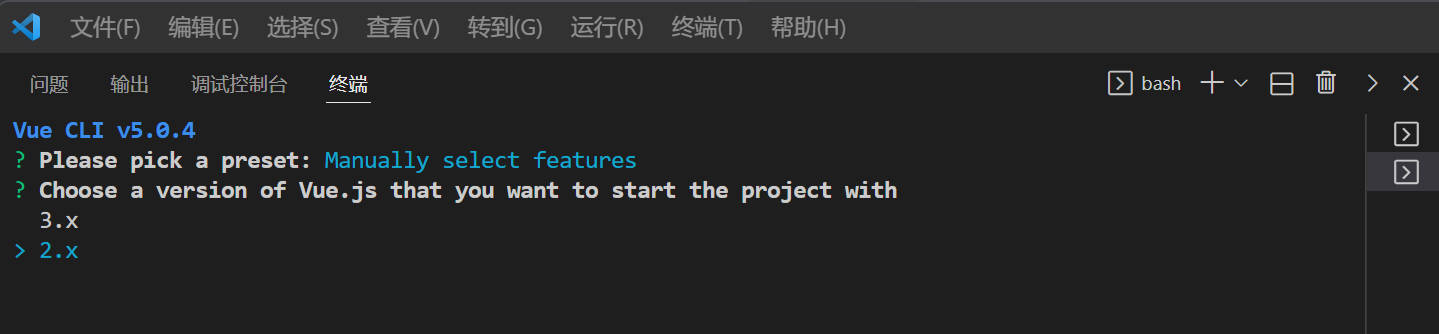 文件(F) 编辑(E) 选择(S) 查看(V) 转到(G) 运行(R) 终端(T) 帮助(H)
问题 输出 调试控制台 终端 bash
Vue CLI v5.0.4
? Please pick a preset: Manually select features
? Choose a version of Vue.js that you want to start the project with
3.x
> 2.x